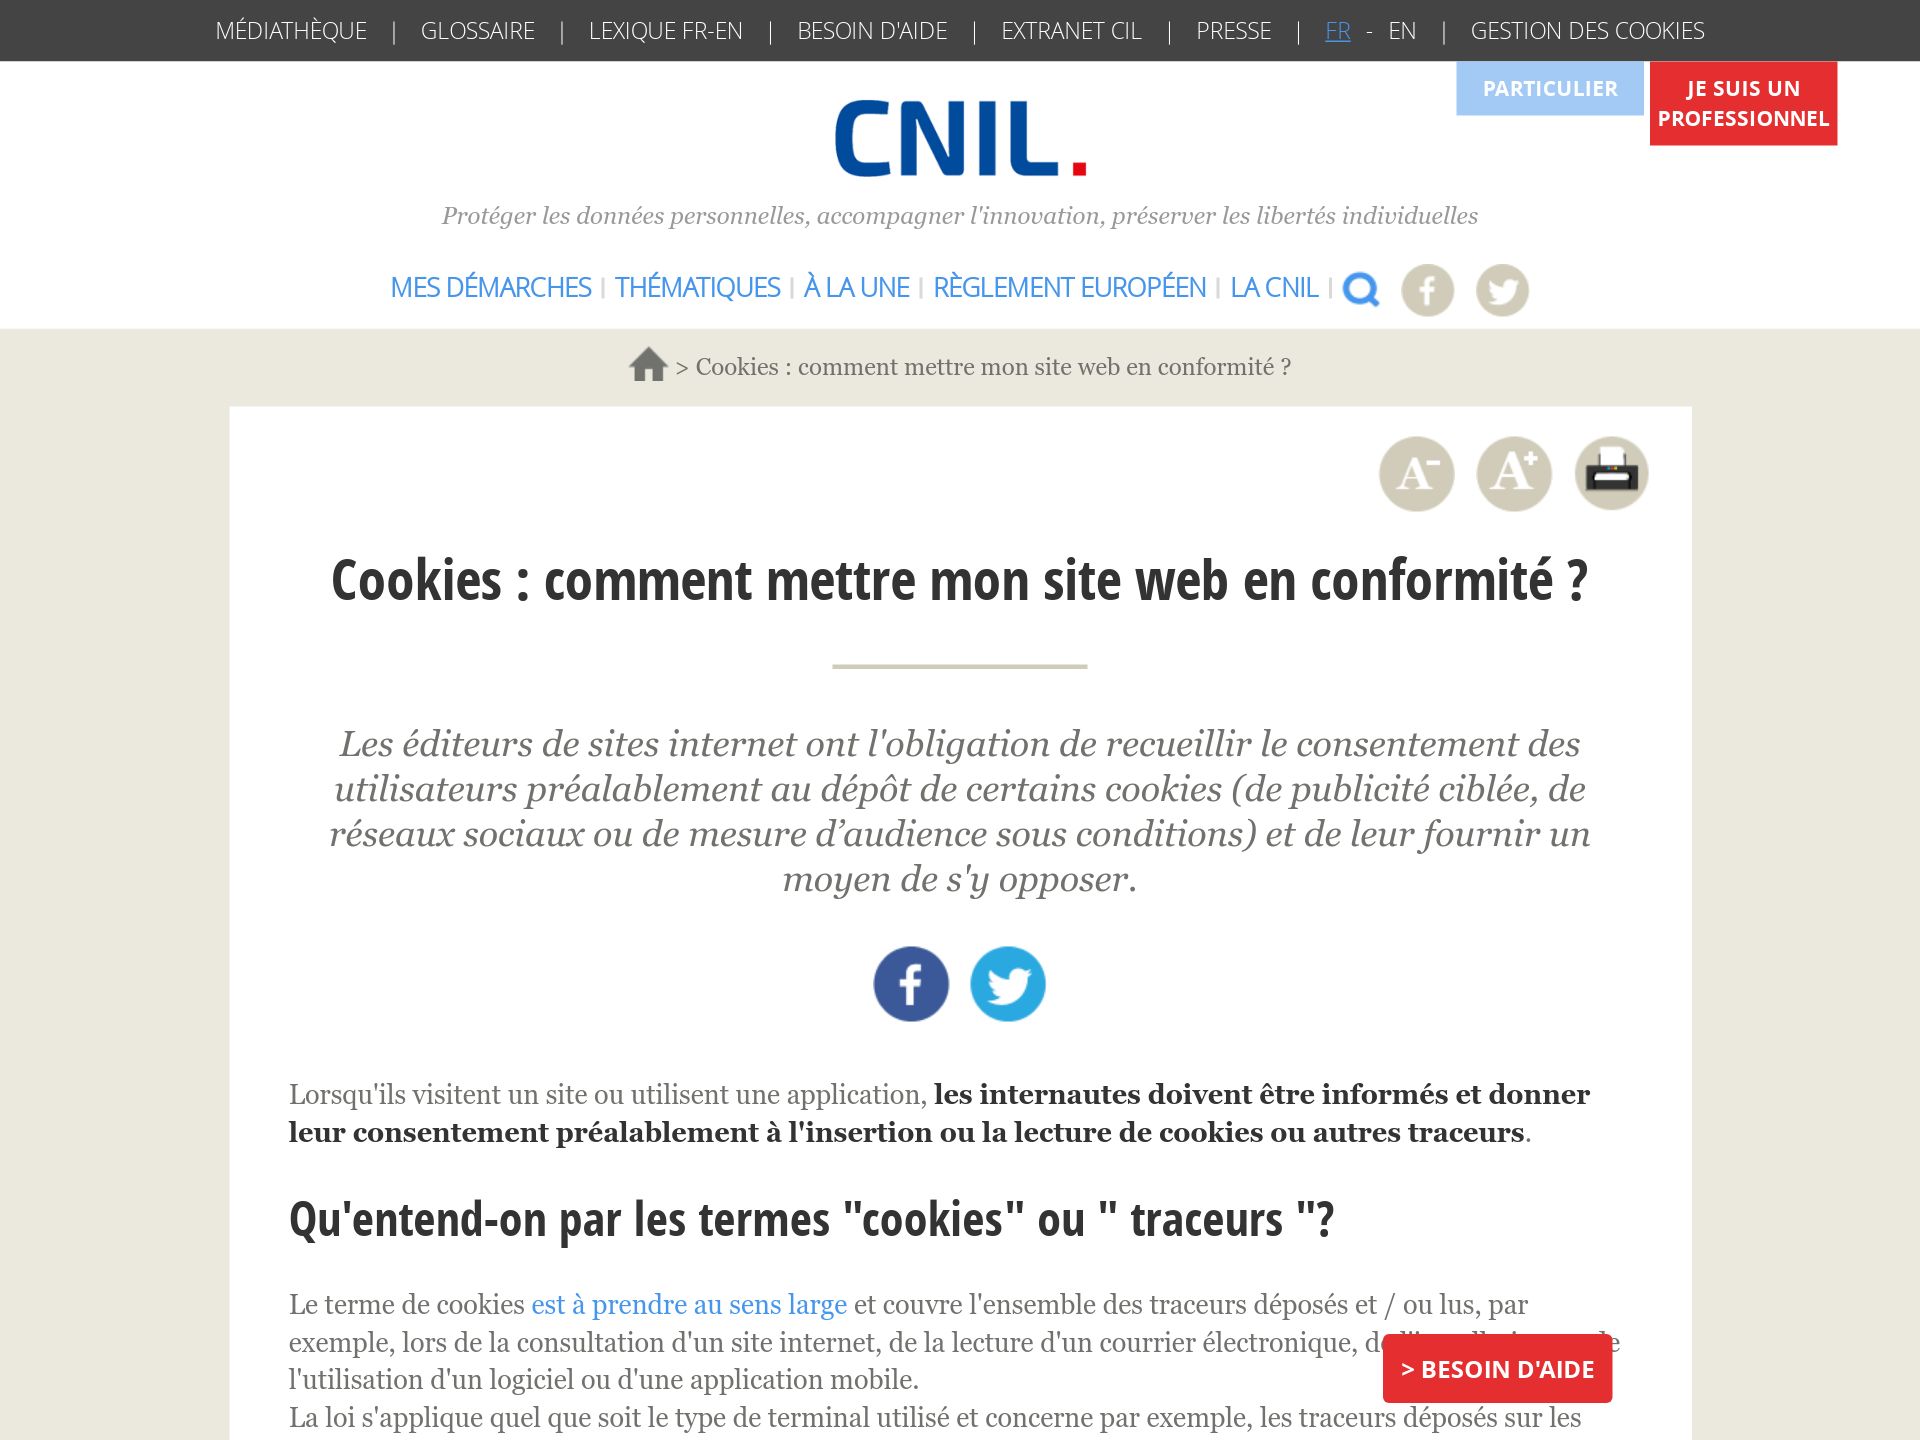 MÉDIATHÈQUE | GLOSSAIRE | LEXIQUE FR-EN | BESOIN D'AIDE | EXTRANET CIL | PRESSE | FR - EN | GESTION DES COOKIES
PARTICULIER
JE SUIS UN
PROFESSIONNEL
CNIL.
Protéger les données personnelles, accompagner l'innovation, préserver les libertés individuelles
MES DÉMARCHES | THÉMATIQUES | À LA UNE | RÈGLEMENT EUROPÉEN | LA CNIL |
> Cookies : comment mettre mon site web en conformité ?
A- A+
Cookies : comment mettre mon site web en conformité ?
Les éditeurs de sites internet ont l'obligation de recueillir le consentement des
utilisateurs préalablement au dépôt de certains cookies (de publicité ciblée, de
réseaux sociaux ou de mesure d’audience sous conditions) et de leur fournir un
moyen de s'y opposer.
Lorsqu'ils visitent un site ou utilisent une application, les internautes doivent être informés et donner
leur consentement préalablement à l'insertion ou la lecture de cookies ou autres traceurs.
Qu'entend-on par les termes "cookies" ou " traceurs "?
Le terme de cookies est à prendre au sens large et couvre l'ensemble des traceurs déposés et / ou lus, par
exemple, lors de la consultation d'un site internet, de la lecture d'un courrier électronique,
l'utilisation d'un logiciel ou d'une application mobile.
> BESOIN D'AIDE
La loi s'applique quel que soit le type de terminal utilisé et concerne par exemple, les traceurs déposés sur les